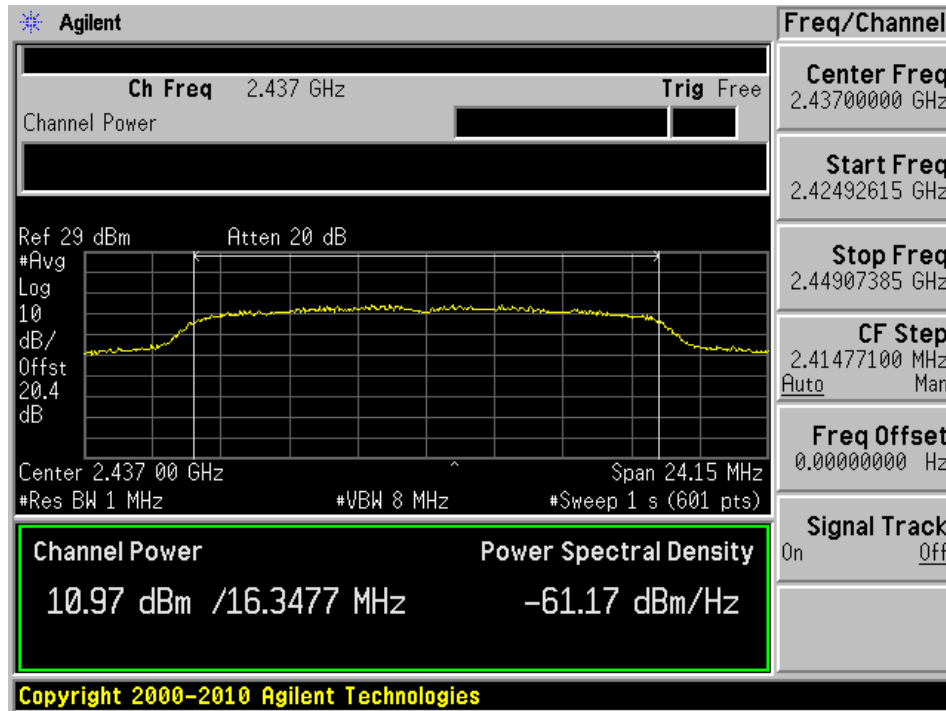 Agilent
Freq/Channel
Ch Freq 2.437 GHz Trig Free
Channel Power
Center Freq
2.43700000 GHz
Start Freq
2.42492615 GHz
Stop Freq
2.44907385 GHz
CF Step
2.41477100 MHz
Auto Man
Freq Offset
0.00000000 Hz
Signal Track
On Off
Ref 29 dBm Atten 20 dB
#Avg
Log
10
dB/
Offst
20.4
dB
Center 2.437 00 GHz Span 24.15 MHz
#Res BW 1 MHz #VBW 8 MHz #Sweep 1 s (601 pts)
Channel Power Power Spectral Density
10.97 dBm /16.3477 MHz -61.17 dBm/Hz
Copyright 2000-2010 Agilent Technologies